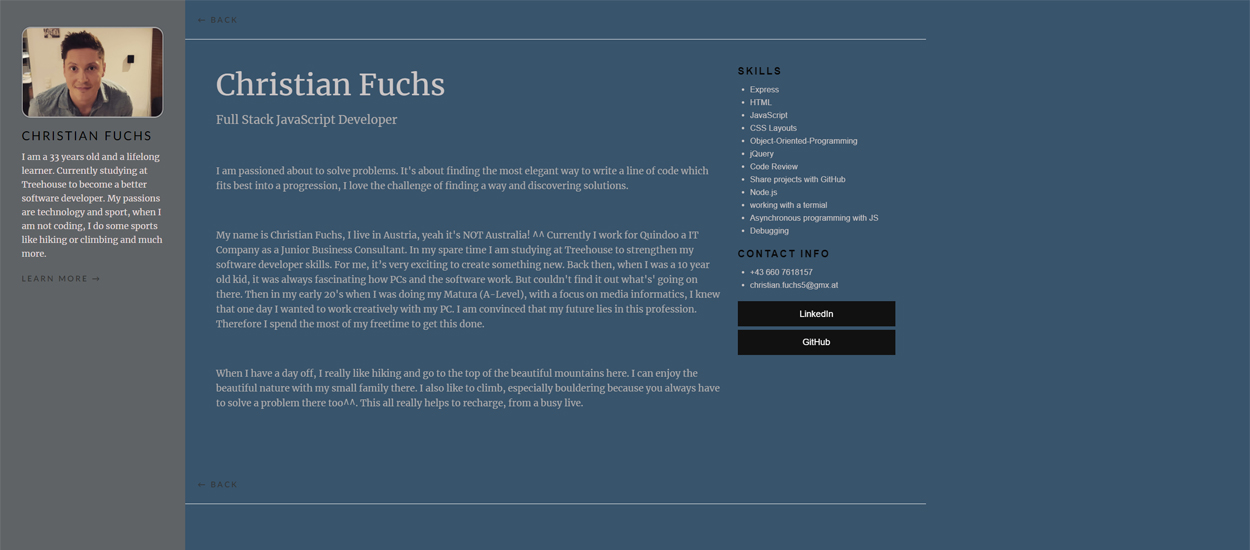 CHRISTIAN FUCHS
I am a 33 years old and a lifelong
learner. Currently studying at
Treehouse to become a better
software developer. My passions
are technology and sport, when I
am not coding, I do some sports
like hiking or climbing and much
more.
LEARN MORE →
← BACK
Christian Fuchs
Full Stack JavaScript Developer
I am passioned about to solve problems. It's about finding the most elegant way to write a line of code which
fits best into a progression, I love the challenge of finding a way and discovering solutions.
My name is Christian Fuchs, I live in Austria, yeah it's NOT Australia! ^^ Currently I work for Quindoo a IT
Company as a Junior Business Consultant. In my spare time I am studying at Treehouse to strengthen my
software developer skills. For me, it's very exciting to create something new. Back then, when I was a 10 year
old kid, it was always fascinating how PCs and the software work. But couldn't find it out what's' going on
there. Then in my early 20's when I was doing my Matura (A-Level), with a focus on media informatics, I knew
that one day I wanted to work creatively with my PC. I am convinced that my future lies in this profession.
Therefore I spend the most of my freetime to get this done.
When I have a day off, I really like hiking and go to the top of the beautiful mountains here. I can enjoy the
beautiful nature with my small family there. I also like to climb, especially bouldering because you always have
to solve a problem there too^^. This all really helps to recharge, from a busy live.
SKILLS
• Express
• HTML
• JavaScript
• CSS Layouts
• Object-Oriented-Programming
• jQuery
• Code Review
• Share projects with GitHub
• Node.js
• working with a termial
• Asynchronous programming with JS
• Debugging
CONTACT INFO
• +43 660 7618157
• christian.fuchs5@gmx.at
LinkedIn
GitHub
← BACK